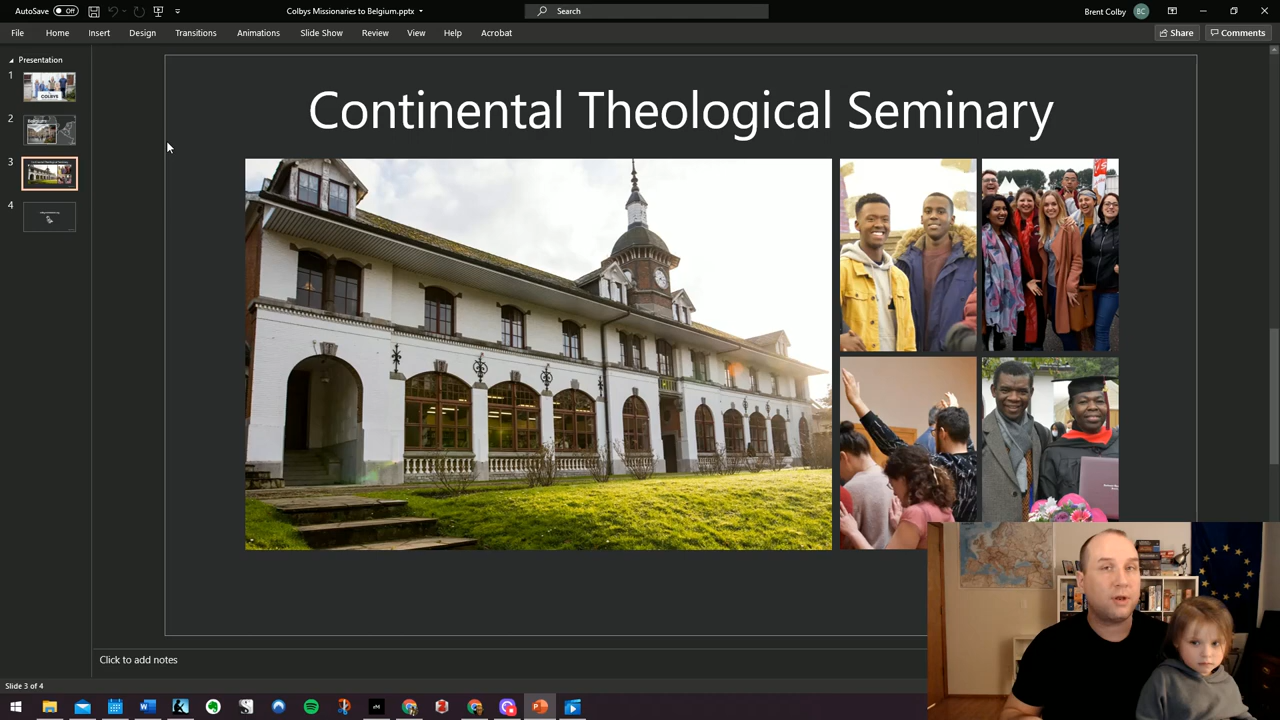 AutoSave Off
Colbys Missionaries to Belgium.pptx
Search
Brent Colby BC
File Home Insert Design Transitions Animations Slide Show Review View Help Acrobat Share Comments
Presentation
1
COLBYS
2
3
4
Continental Theological Seminary
Click to add notes
Slide 3 of 4